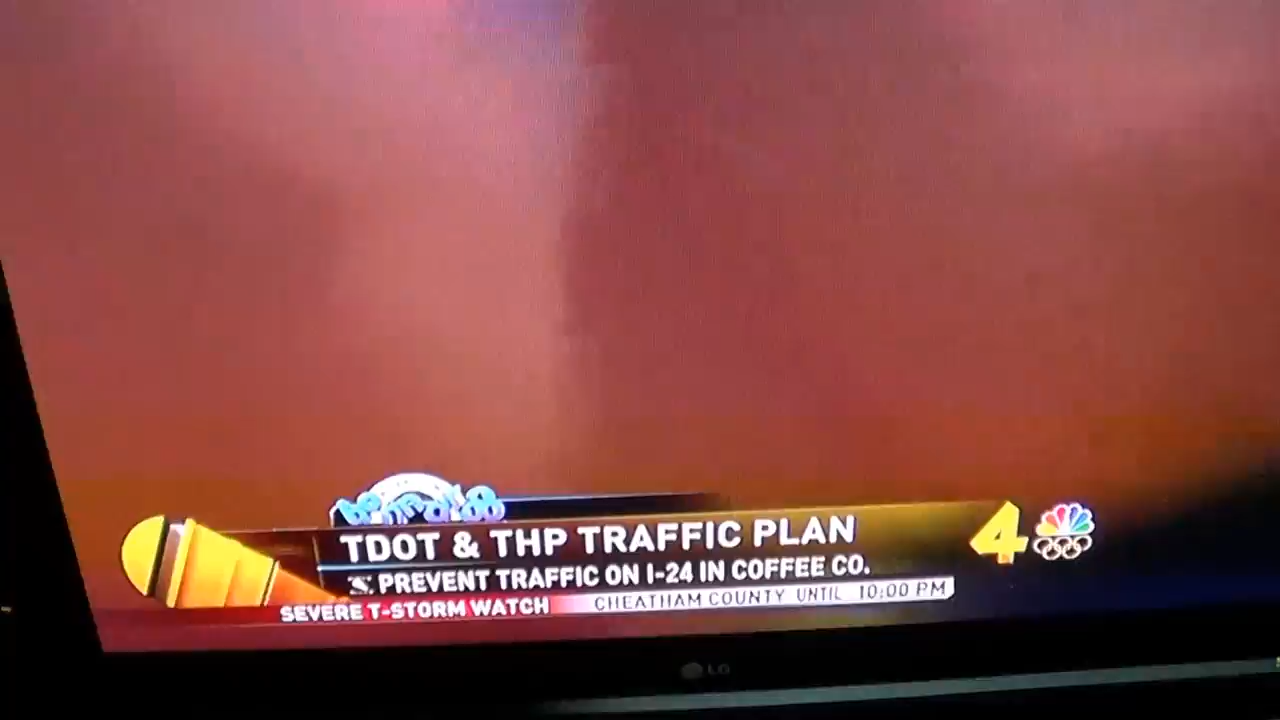 bonnaroo
TDOT & THP TRAFFIC PLAN
PREVENT TRAFFIC ON I-24 IN COFFEE CO.
SEVERE T-STORM WATCH CHEATHAM COUNTY UNTIL 10:00 PM
4
LG